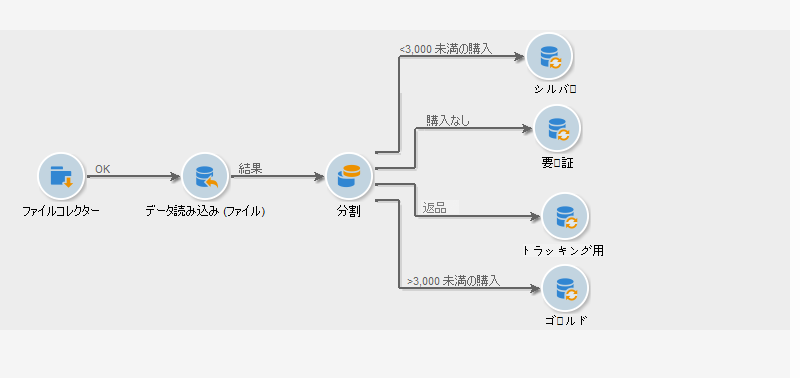 <3,000 未満の購入
シルバ▯
購入なし
要▯証
OK
結果
ファイルコレクター
データ読み込み (ファイル)
分割
返品
トラッキング用
>3,000 未満の購入
ゴ▯ルド